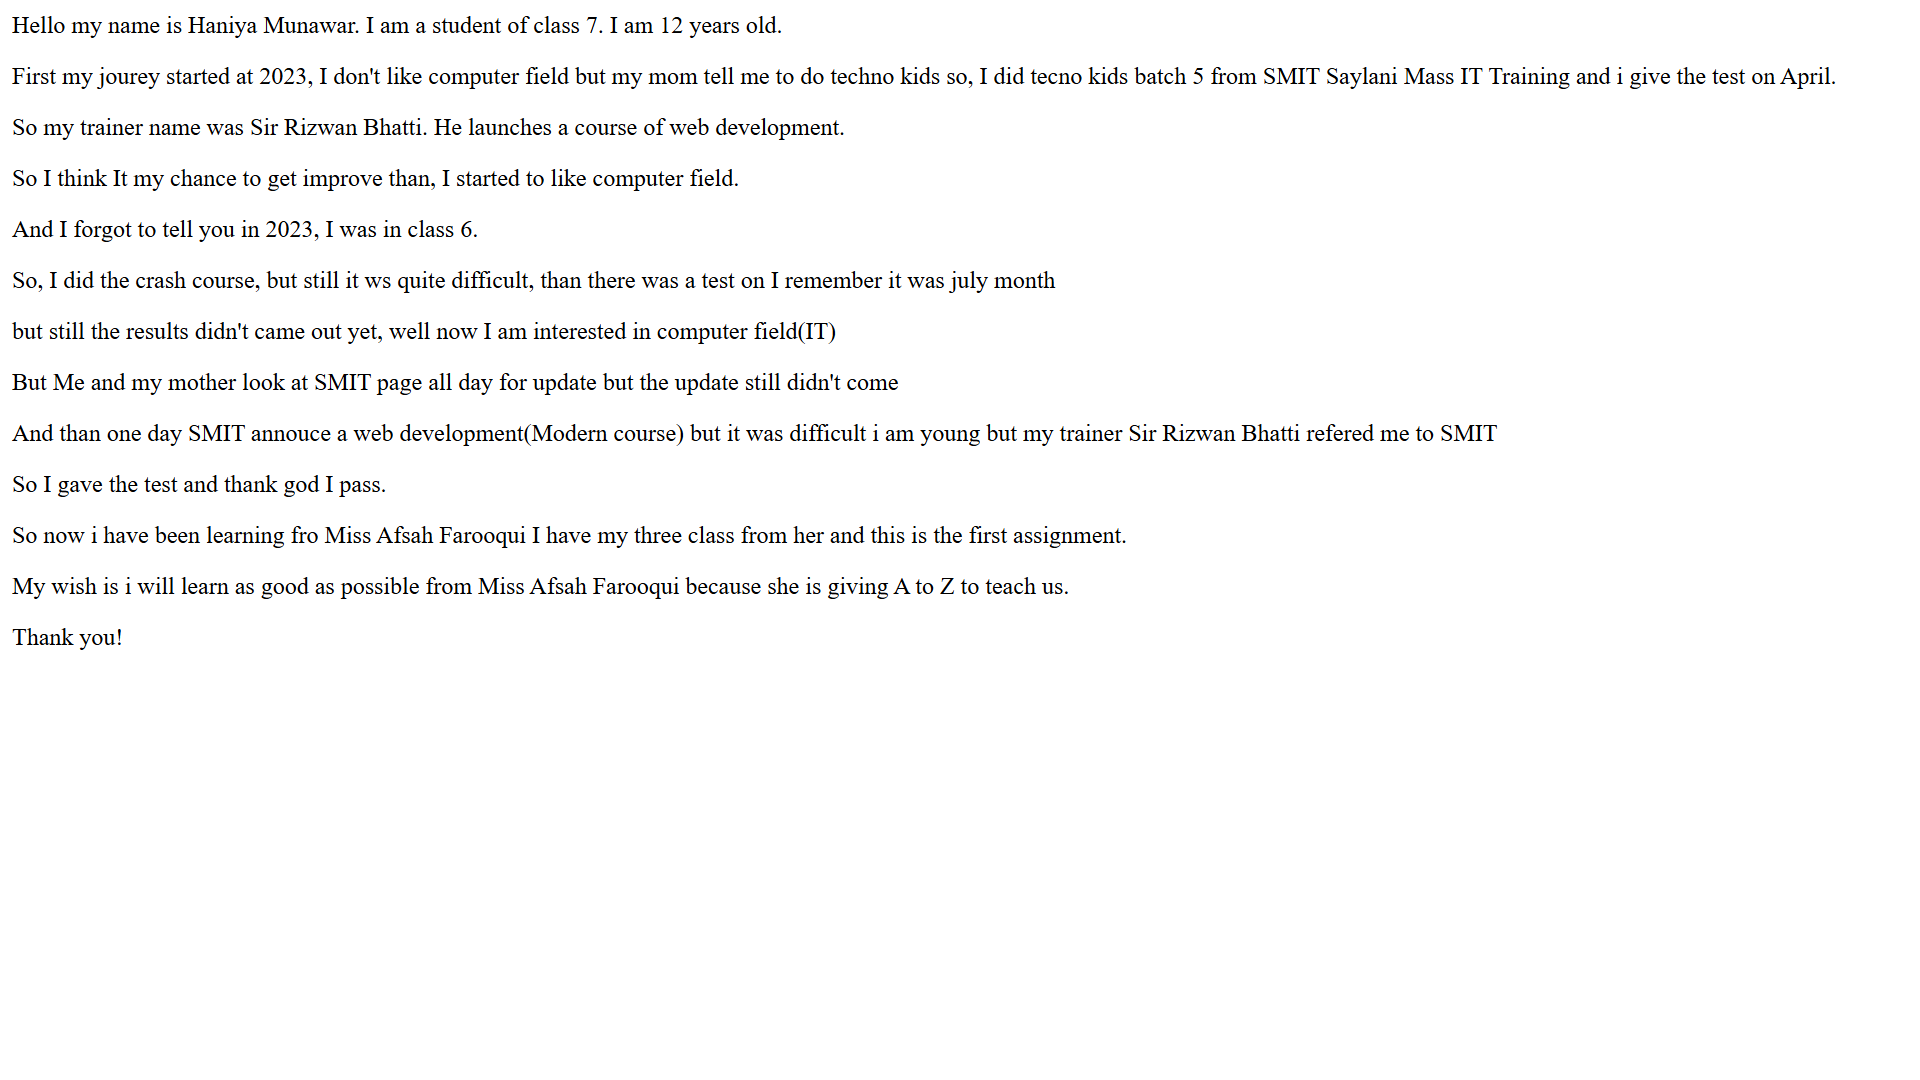 Hello my name is Haniya Munawar. I am a student of class 7. I am 12 years old.
First my jourey started at 2023, I don't like computer field but my mom tell me to do techno kids so, I did tecno kids batch 5 from SMIT Saylani Mass IT Training and i give the test on April.
So my trainer name was Sir Rizwan Bhatti. He launches a course of web development.
So I think It my chance to get improve than, I started to like computer field.
And I forgot to tell you in 2023, I was in class 6.
So, I did the crash course, but still it ws quite difficult, than there was a test on I remember it was july month
but still the results didn't came out yet, well now I am interested in computer field(IT)
But Me and my mother look at SMIT page all day for update but the update still didn't come
And than one day SMIT annouce a web development(Modern course) but it was difficult i am young but my trainer Sir Rizwan Bhatti refered me to SMIT
So I gave the test and thank god I pass.
So now i have been learning fro Miss Afsah Farooqui I have my three class from her and this is the first assignment.
My wish is i will learn as good as possible from Miss Afsah Farooqui because she is giving A to Z to teach us.
Thank you!